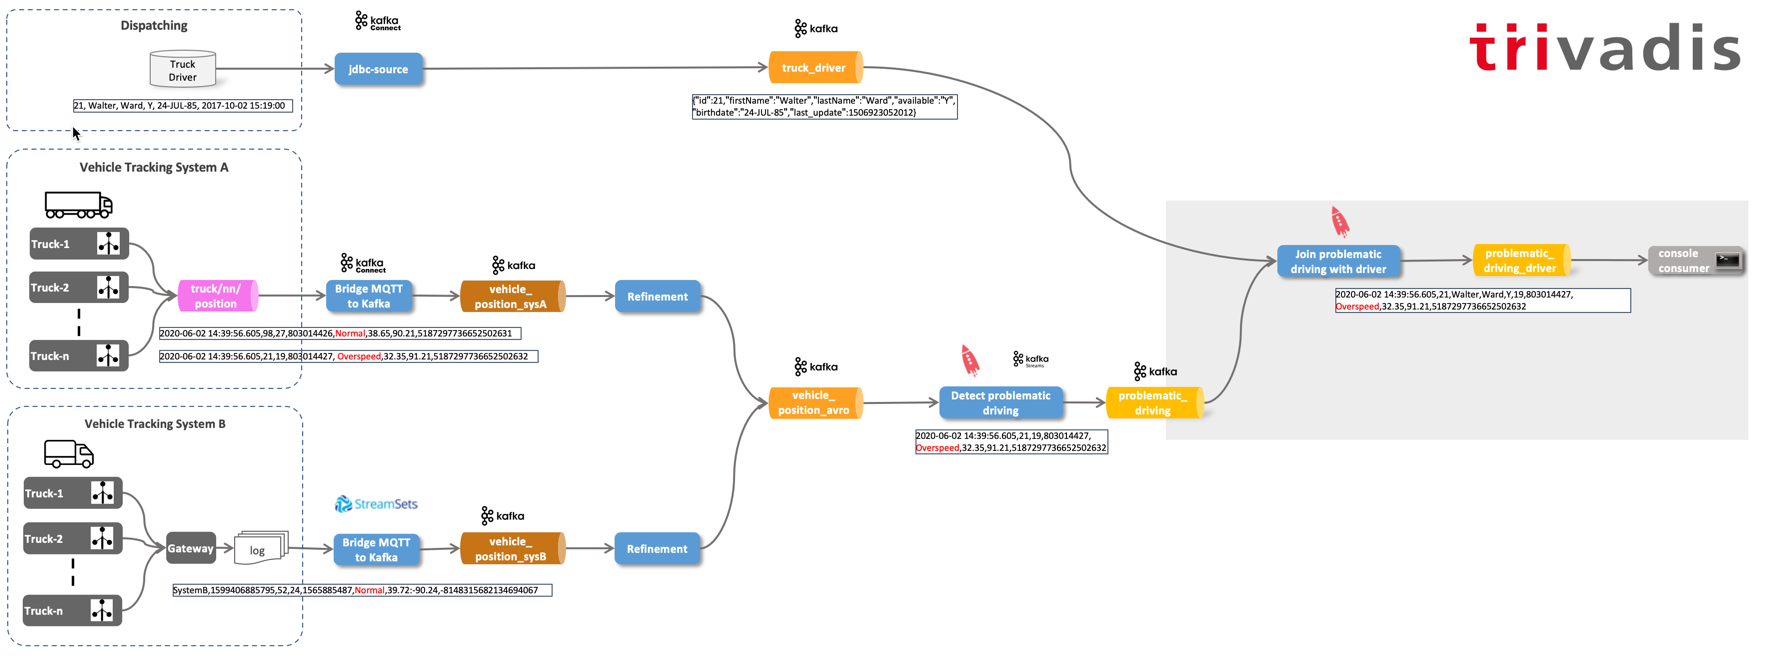 Dispatching
Truck
Driver
21, Walter, Ward, Y, 24-JUL-85, 2017-10-02 15:19:00
kafka
Connect
jdbc-source
kafka
truck_driver
{"id":21,"firstName":"Walter","lastName":"Ward","available":"Y",
"birthdate":"24-JUL-85","last_update":1506923052012}
trivadis
Vehicle Tracking System A
Truck-1
Truck-2
Truck-n
truck/nn/
position
kafka
Connect
Bridge MQTT
to Kafka
kafka
vehicle_
position_sysA
Refinement
2020-06-02 14:39:56.605,98,27,803014426,Normal,38.65,90.21,5187297736652502631
2020-06-02 14:39:56.605,21,19,803014427, Overspeed,32.35,91.21,5187297736652502632
kafka
vehicle_
position_avro
kafka
Streams
Detect problematic
driving
2020-06-02 14:39:56.605,21,19,803014427,
Overspeed,32.35,91.21,5187297736652502632
kafka
problematic_
driving
Join problematic
driving with driver
problematic_
driving_driver
console
consumer
2020-06-02 14:39:56.605,21,Walter,Ward,Y,19,803014427,
Overspeed,32.35,91.21,5187297736652502632
Vehicle Tracking System B
Truck-1
Truck-2
Truck-n
Gateway
log
StreamSets
Bridge MQTT
to Kafka
kafka
vehicle_
position_sysB
Refinement
SystemB,1599406885795,52,24,1565885487,Normal,39.72:-90.24,-8148315682134694067